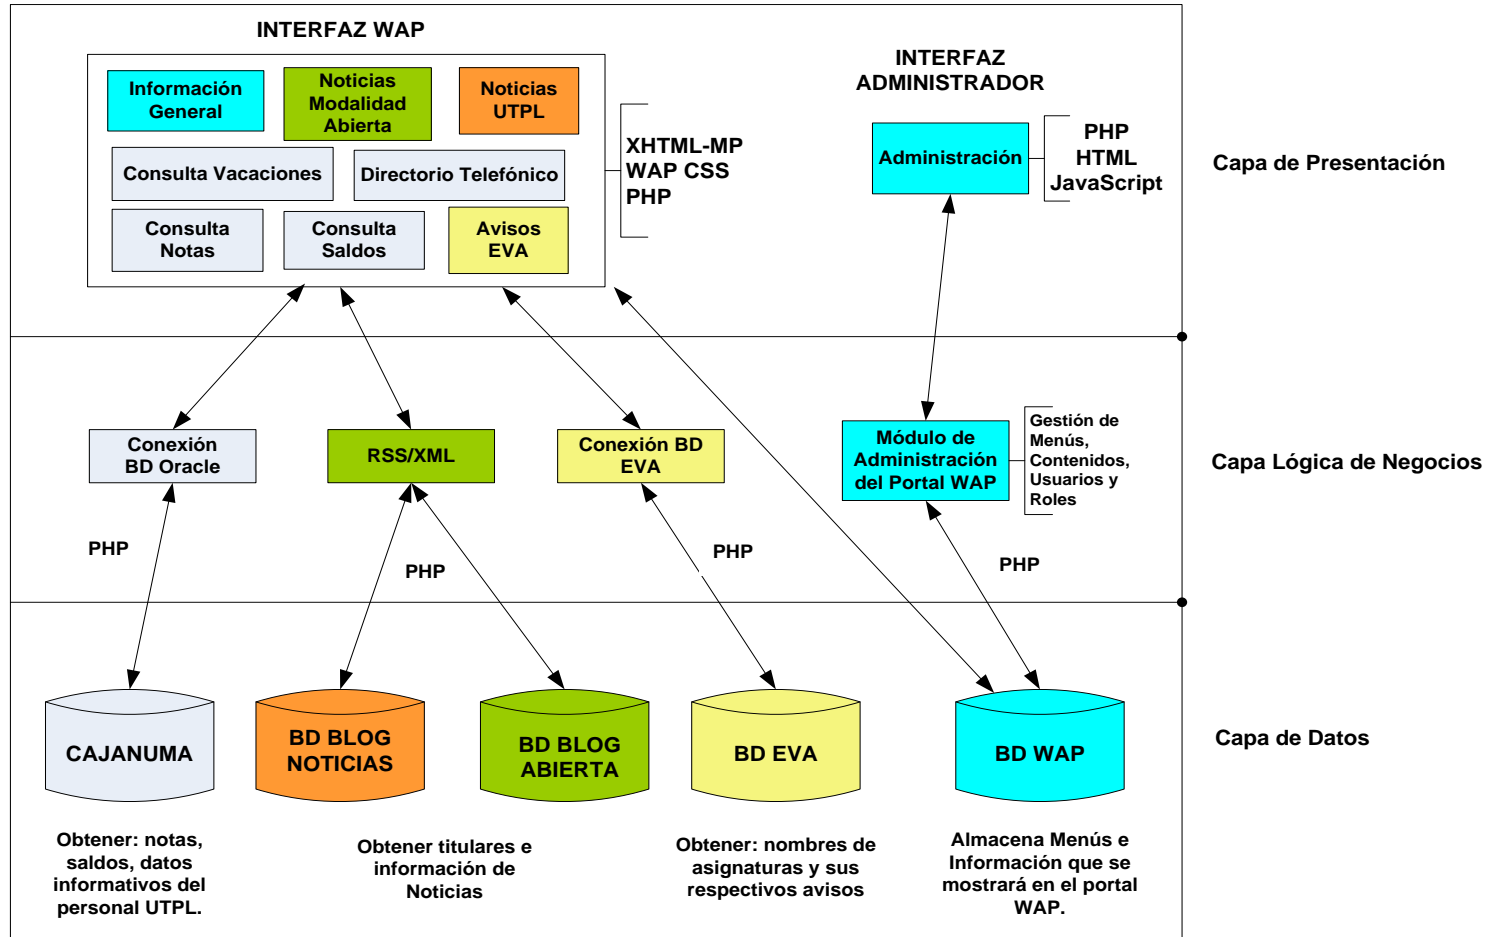 INTERFAZ WAP
Información
General
Noticias
Modalidad
Abierta
Noticias
UTPL
Consulta Vacaciones
Directorio Telefónico
Consulta
Notas
Consulta
Saldos
Avisos
EVA
XHTML-MP
WAP CSS
PHP
INTERFAZ
ADMINISTRADOR
Administración
PHP
HTML
JavaScript
Capa de Presentación
Conexión
BD Oracle
RSS/XML
Conexión BD
EVA
Módulo de
Administración
del Portal WAP
Gestión de
Menús,
Contenidos,
Usuarios y
Roles
Capa Lógica de Negocios
PHP
PHP
PHP
PHP
CAJANUMA
BD BLOG
NOTICIAS
BD BLOG
ABIERTA
BD EVA
BD WAP
Capa de Datos
Obtener: notas,
saldos, datos
informativos del
personal UTPL.
Obtener titulares e
información de
Noticias
Obtener: nombres de
asignaturas y sus
respectivos avisos
Almacena Menús e
Información que se
mostrará en el portal
WAP.